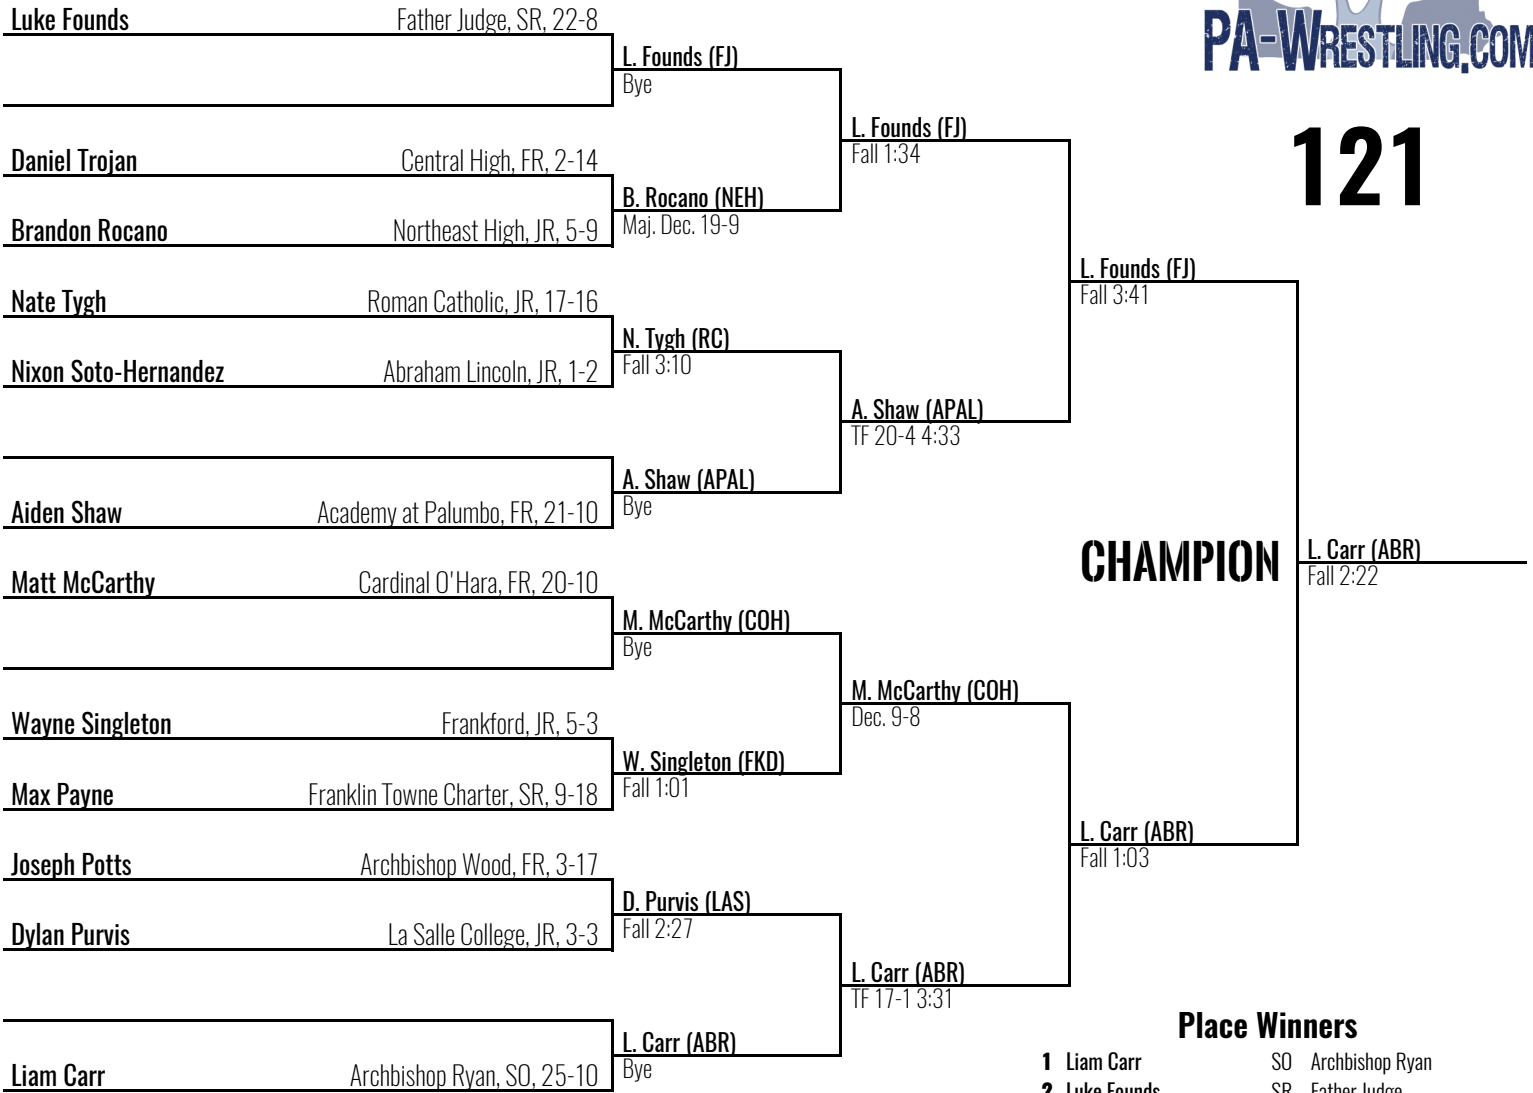 PA-WRESTLING.COM
121
Luke Founds Father Judge, SR, 22-8
Daniel Trojan Central High, FR, 2-14
Brandon Rocano Northeast High, JR, 5-9
Nate Tygh Roman Catholic, JR, 17-16
Nixon Soto-Hernandez Abraham Lincoln, JR, 1-2
Aiden Shaw Academy at Palumbo, FR, 21-10
Matt McCarthy Cardinal O'Hara, FR, 20-10
Wayne Singleton Frankford, JR, 5-3
Max Payne Franklin Towne Charter, SR, 9-18
Joseph Potts Archbishop Wood, FR, 3-17
Dylan Purvis La Salle College, JR, 3-3
Liam Carr Archbishop Ryan, SO, 25-10
L. Founds (FJ)
Bye
B. Rocano (NEH)
Maj. Dec. 19-9
N. Tygh (RC)
Fall 3:10
A. Shaw (APAL)
Bye
M. McCarthy (COH)
Bye
W. Singleton (FKD)
Fall 1:01
D. Purvis (LAS)
Fall 2:27
L. Carr (ABR)
Bye
L. Founds (FJ)
Fall 1:34
A. Shaw (APAL)
TF 20-4 4:33
M. McCarthy (COH)
Dec. 9-8
L. Carr (ABR)
TF 17-1 3:31
L. Founds (FJ)
Fall 3:41
L. Carr (ABR)
Fall 1:03
CHAMPION
L. Carr (ABR)
Fall 2:22
Place Winners
1 Liam Carr SO Archbishop Ryan
2 Luke Founds SR Father Judge